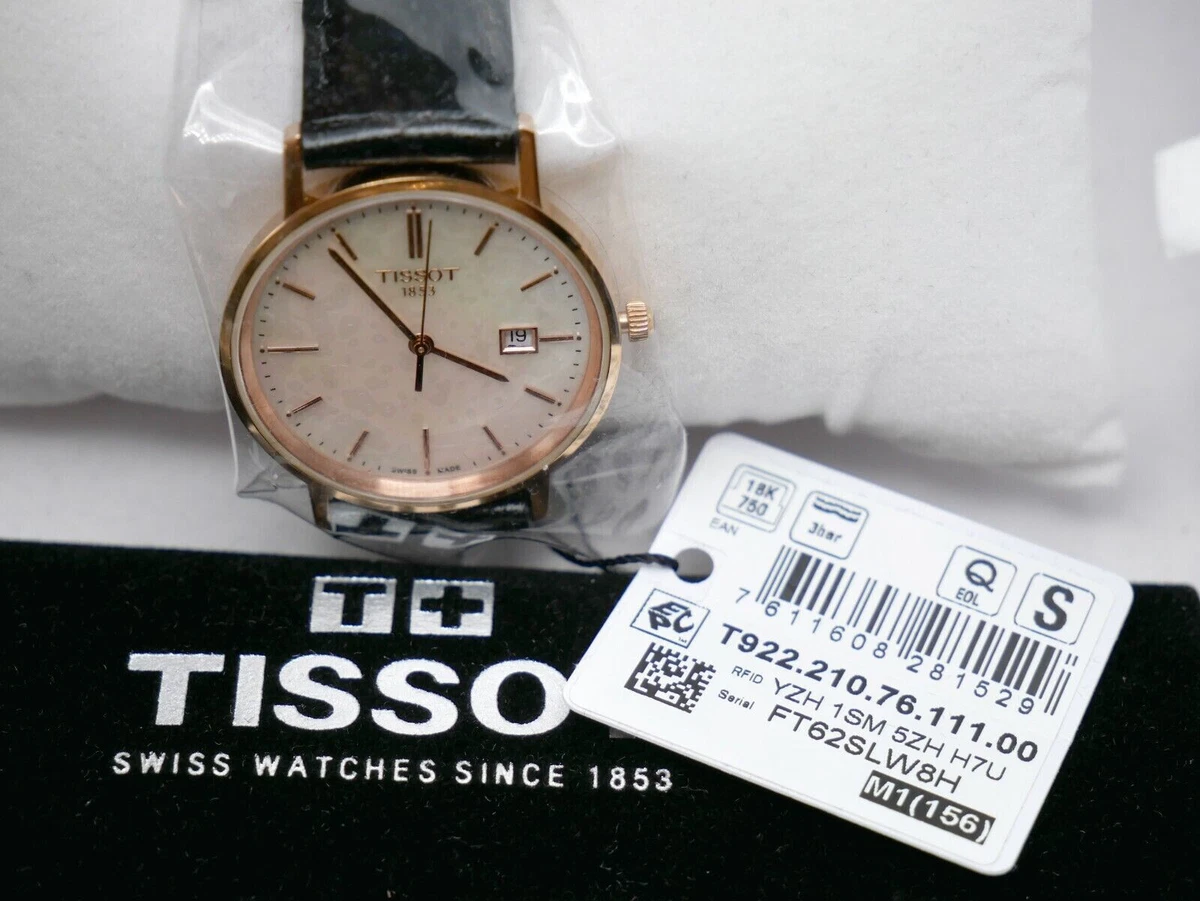 TISSOT
1853
19
SWISS MADE
T+
TISSO
SWISS WATCHES SINCE 1853
18K
750
3bar
EAN
Q
EOL
S
7 611608 281529
T922.210.76.111.00
RFID YZH 1SM 5ZH H7U
Serial FT62SLW8H
M1(156)